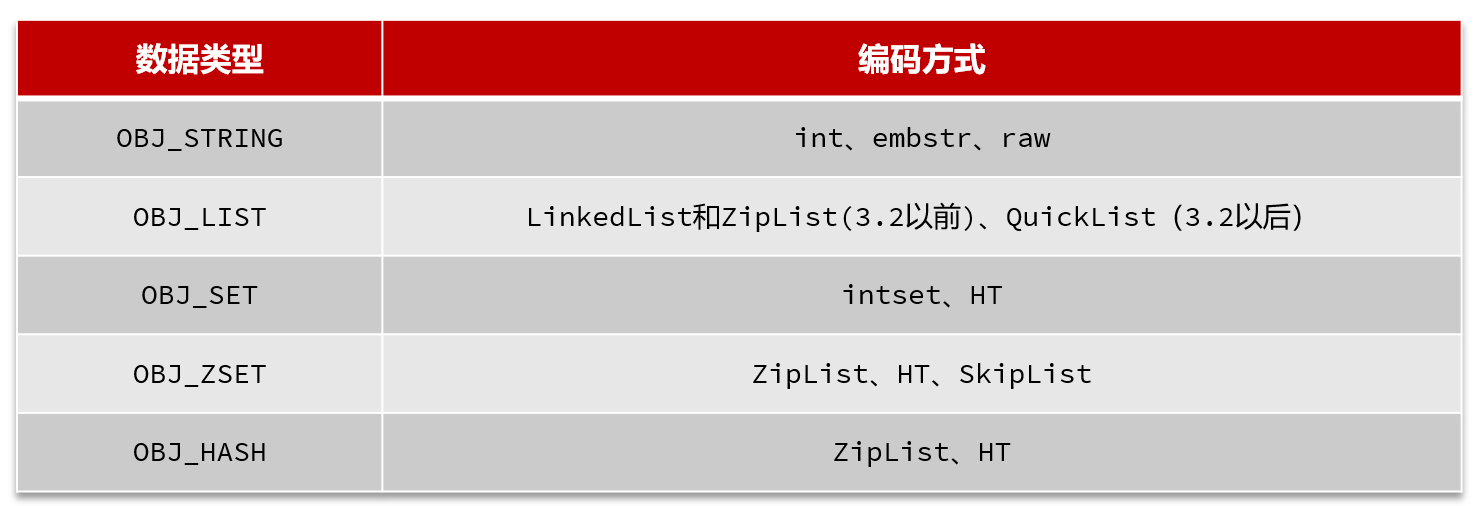 数据类型 编码方式
OBJ_STRING int、embstr、raw
OBJ_LIST LinkedList和ZipList(3.2以前)、QuickList (3.2以后)
OBJ_SET intset、HT
OBJ_ZSET ZipList、HT、SkipList
OBJ_HASH ZipList、HT